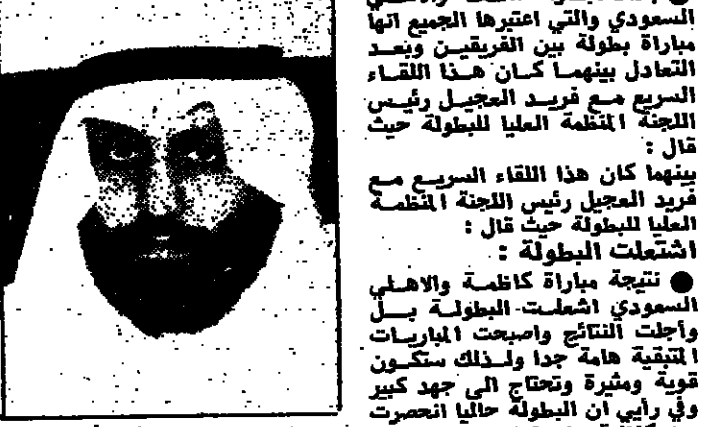 السعودي والتي اعتبرها الجميع انها
مباراة بطولة بين الفريقين وبعد
التعادل بينهما كان هذا اللقاء
السريع مع فريد العجيل رئيس
اللجنة المنظمة العليا للبطولة حيث
قال :
بينهما كان هذا اللقاء السريع مع
فريد العجيل رئيس اللجنة المنظمة
العليا للبطولة حيث قال :
اشتعلت البطولة :
● نتيجة مباراة كاظمة والاهلي
السعودي اشعلت البطولة بل
وأجلت النتائج واصبحت المباريات
المتبقية هامة جدا ولذلك ستكون
قوية ومثيرة وتحتاج الى جهد كبير
وفي رأيي ان البطولة حاليا انحصرت